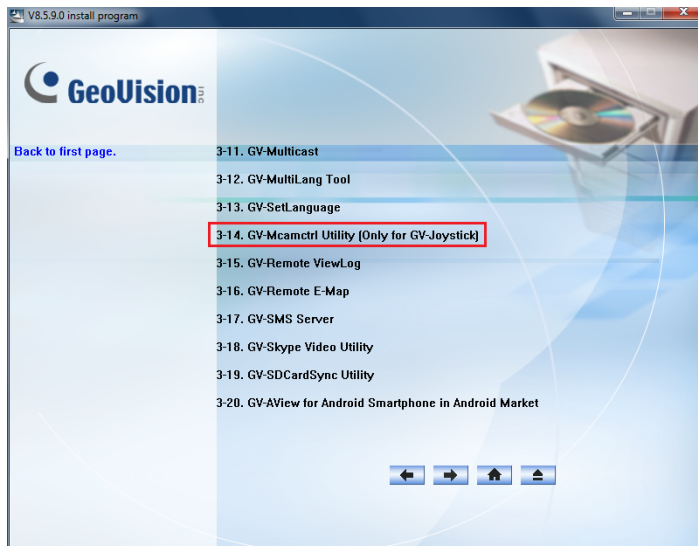 V8.5.9.0 install program
GeoVision Inc
Back to first page.
3-11. GV-Multicast
3-12. GV-MultiLang Tool
3-13. GV-SetLanguage
3-14. GV-Mcamctrl Utility (Only for GV-Joystick)
3-15. GV-Remote ViewLog
3-16. GV-Remote E-Map
3-17. GV-SMS Server
3-18. GV-Skype Video Utility
3-19. GV-SDCardSync Utility
3-20. GV-AView for Android Smartphone in Android Market